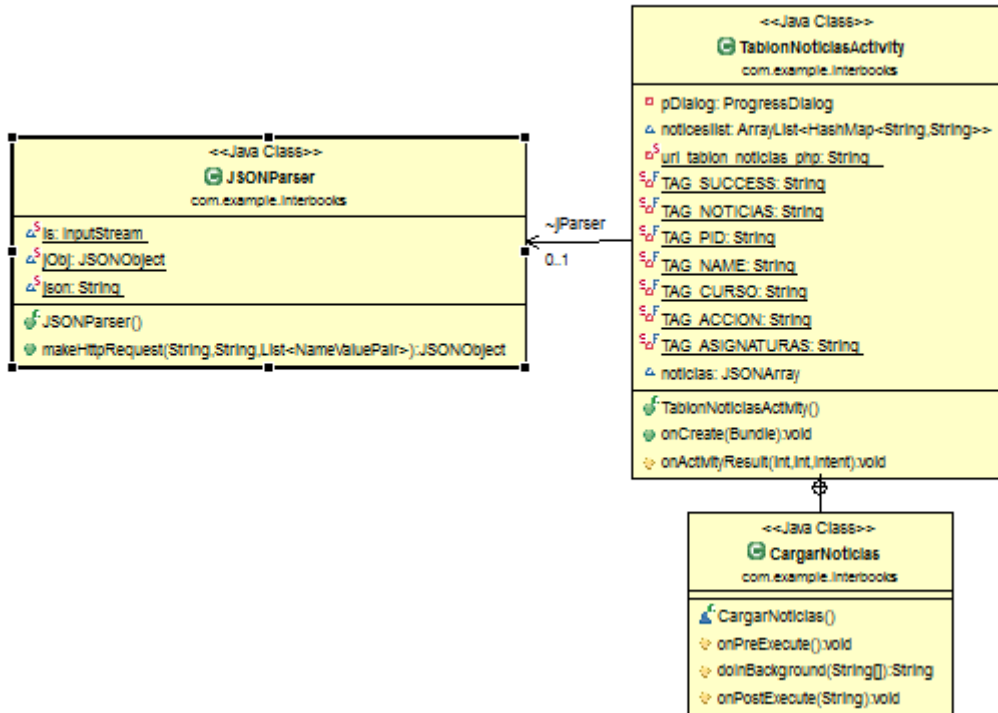 <<Java Class>>
JSONParser
com.example.interbooks
is: InputStream
jObj: JSONObject
json: String
JSONParser()
makeHttpRequest(String,String,List<NameValuePair>):JSONObject
~jParser
0..1
<<Java Class>>
TablonNoticiasActivity
com.example.interbooks
pDialog: ProgressDialog
noticeslist: ArrayList<HashMap<String,String>>
url_tablon_noticias_php: String
TAG_SUCCESS: String
TAG_NOTICIAS: String
TAG_PID: String
TAG_NAME: String
TAG_CURSO: String
TAG_ACCION: String
TAG_ASIGNATURAS: String
noticias: JSONArray
TablonNoticiasActivity()
onCreate(Bundle):void
onActivityResult(int,int,Intent):void
<<Java Class>>
CargarNoticias
com.example.interbooks
CargarNoticias()
onPreExecute():void
doInBackground(String[]):String
onPostExecute(String):void